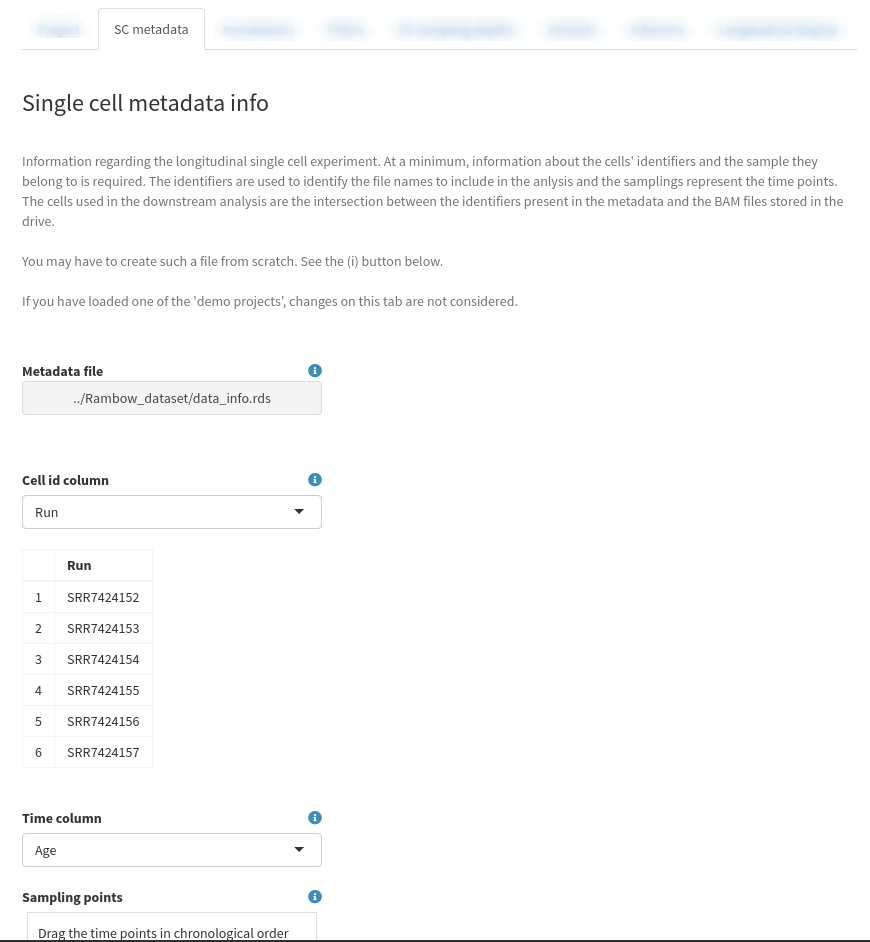 SC metadata
Single cell metadata info
Information regarding the longitudinal single cell experiment. At a minimum, information about the cells' identifiers and the sample they
belong to is required. The identifiers are used to identify the file names to include in the anlysis and the samplings represent the time points.
The cells used in the downstream analysis are the intersection between the identifiers present in the metadata and the BAM files stored in the
drive.
You may have to create such a file from scratch. See the (i) button below.
If you have loaded one of the 'demo projects', changes on this tab are not considered.
Metadata file
../Rambow_dataset/data_info.rds
Cell id column
Run
Run
1 SRR7424152
2 SRR7424153
3 SRR7424154
4 SRR7424155
5 SRR7424156
6 SRR7424157
Time column
Age
Sampling points
Drag the time points in chronological order